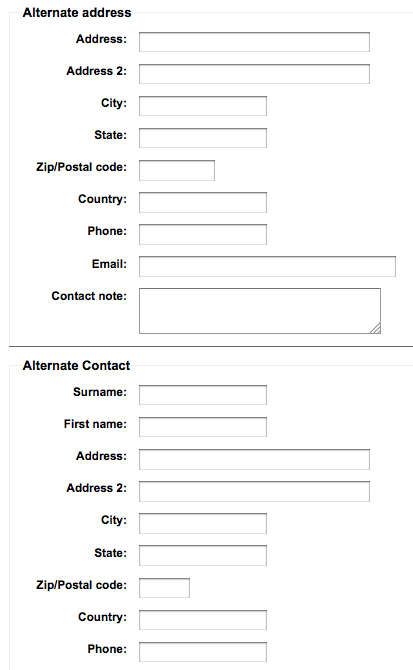 Alternate address
Address:
Address 2:
City:
State:
Zip/Postal code:
Country:
Phone:
Email:
Contact note:
Alternate Contact
Surname:
First name:
Address:
Address 2:
City:
State:
Zip/Postal code:
Country:
Phone: